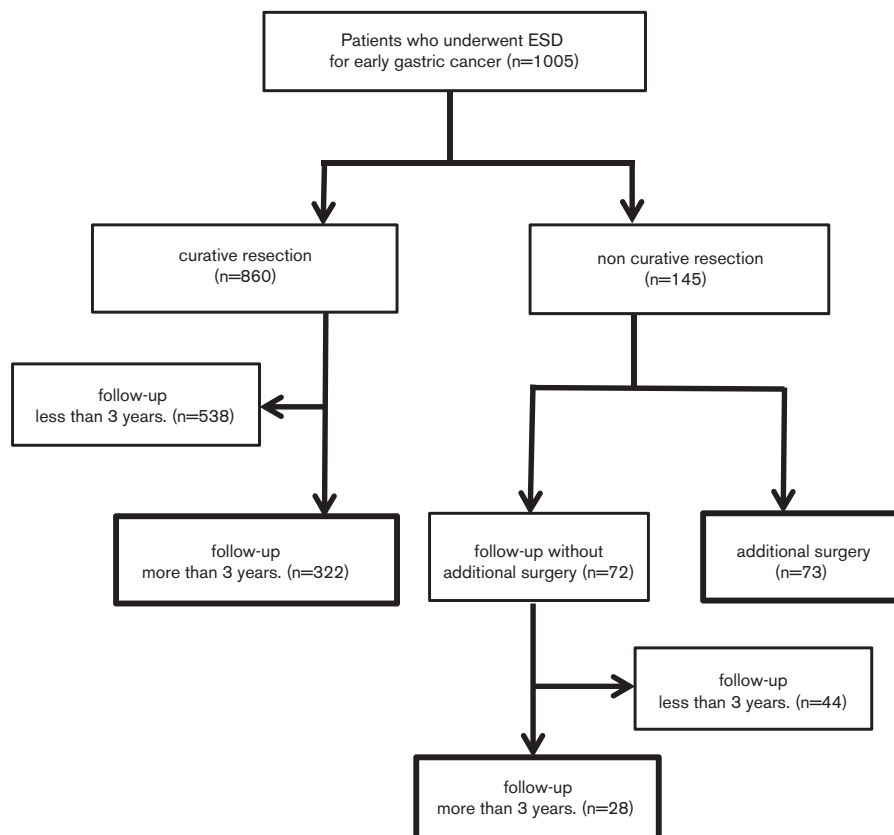 Patients who underwent ESD
for early gastric cancer (n=1005)
curative resection
(n=860)
non curative resection
(n=145)
follow-up
less than 3 years. (n=538)
follow-up
more than 3 years. (n=322)
follow-up without
additional surgery (n=72)
additional surgery
(n=73)
follow-up
less than 3 years. (n=44)
follow-up
more than 3 years. (n=28)